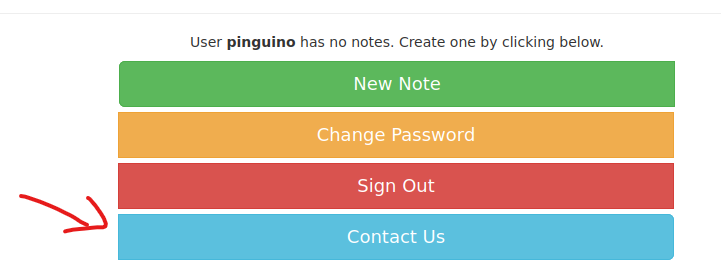 User pinguino has no notes. Create one by clicking below.
New Note
Change Password
Sign Out
Contact Us